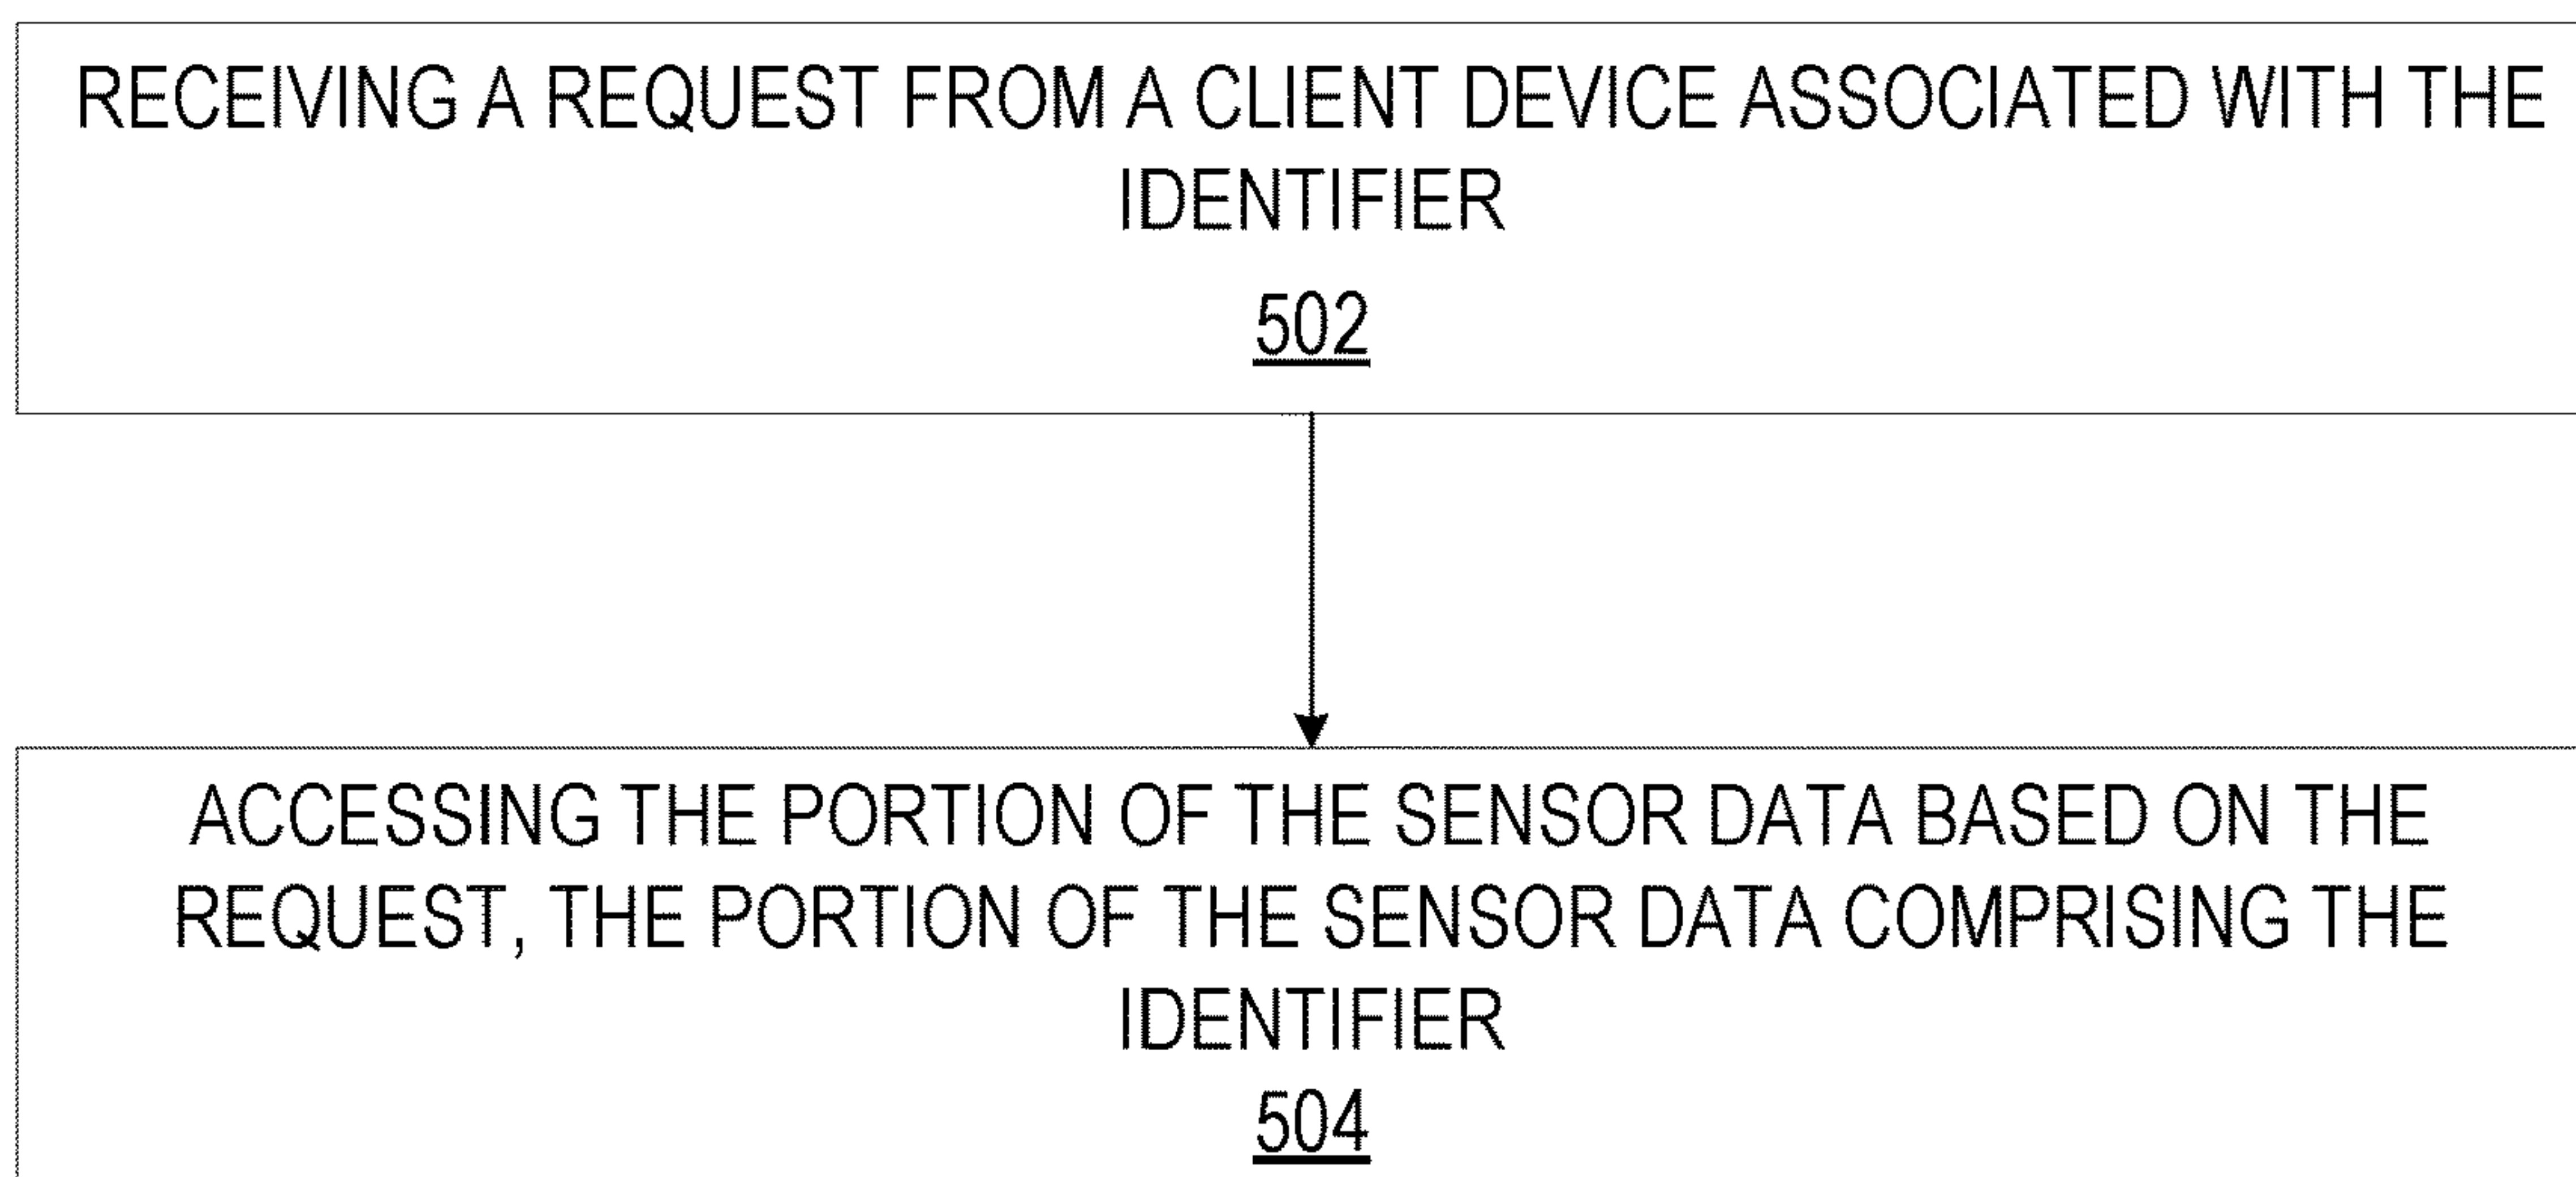 RECEIVING A REQUEST FROM A CLIENT DEVICE ASSOCIATED WITH THE
IDENTIFIER
502
ACCESSING THE PORTION OF THE SENSOR DATA BASED ON THE
REQUEST, THE PORTION OF THE SENSOR DATA COMPRISING THE
IDENTIFIER
504